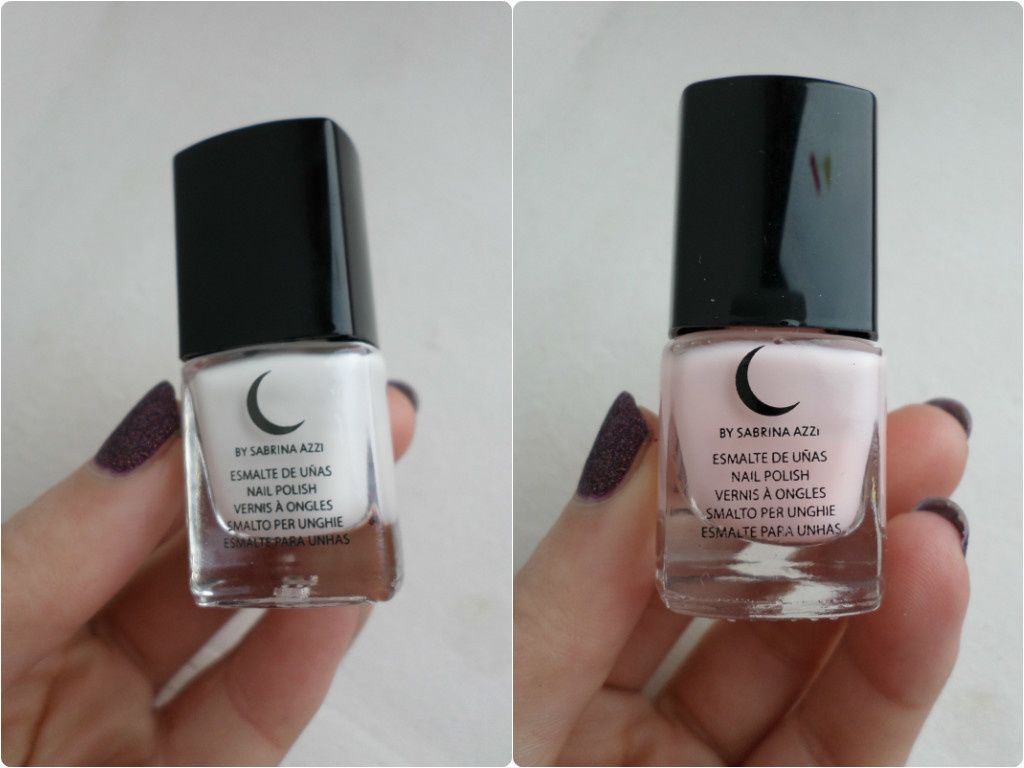 BY SABRINA AZZI
ESMALTE DE UÑAS
NAIL POLISH
VERNIS À ONGLES
SMALTO PER UNGHIE
ESMALTE PARA UNHAS
BY SABRINA AZZI
ESMALTE DE UÑAS
NAIL POLISH
VERNIS À ONGLES
SMALTO PER UNGHIE
ESMALTE PARA UNHAS